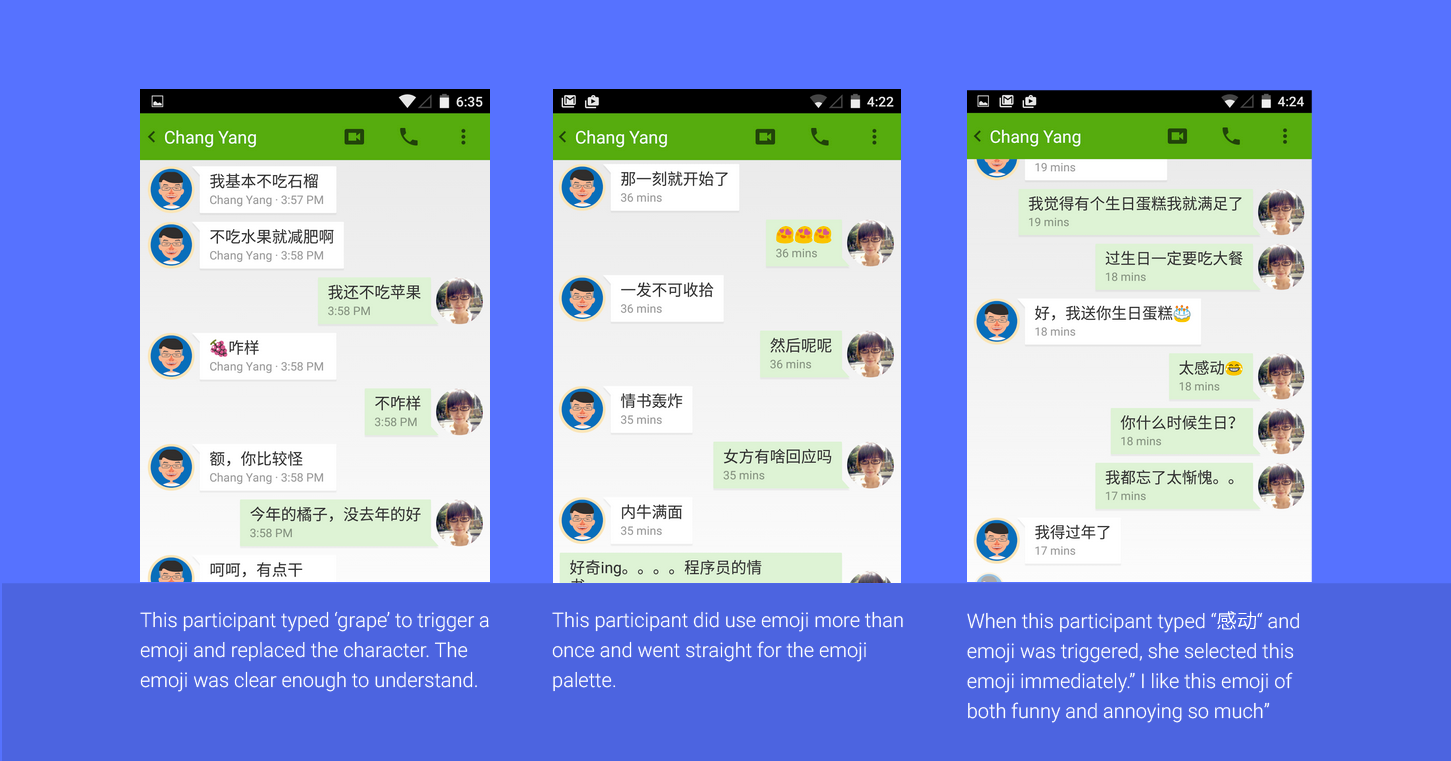 6:35
Chang Yang
我基本不吃石榴
Chang Yang · 3:57 PM
不吃水果就减肥啊
Chang Yang · 3:58 PM
我还不吃苹果
3:58 PM
🍇咋样
Chang Yang · 3:58 PM
不咋样
3:58 PM
额，你比较怪
Chang Yang · 3:58 PM
今年的橘子，没去年的好
3:58 PM
呵呵，有点干
This participant typed ‘grape’ to trigger a
emoji and replaced the character. The
emoji was clear enough to understand.
4:22
Chang Yang
那一刻就开始了
36 mins
😍😍😍
36 mins
一发不可收拾
36 mins
然后呢呢
36 mins
情书轰炸
35 mins
女方有啥回应吗
35 mins
内牛满面
35 mins
好奇ing。。。。程序员的情
This participant did use emoji more than
once and went straight for the emoji
palette.
4:24
Chang Yang
19 mins
我觉得有个生日蛋糕我就满足了
19 mins
过生日一定要吃大餐
18 mins
好，我送你生日蛋糕🎂
18 mins
太感动😄
18 mins
你什么时候生日？
18 mins
我都忘了太惭愧。。
17 mins
我得过年了
17 mins
When this participant typed “感动“ and
emoji was triggered, she selected this
emoji immediately.” I like this emoji of
both funny and annoying so much”